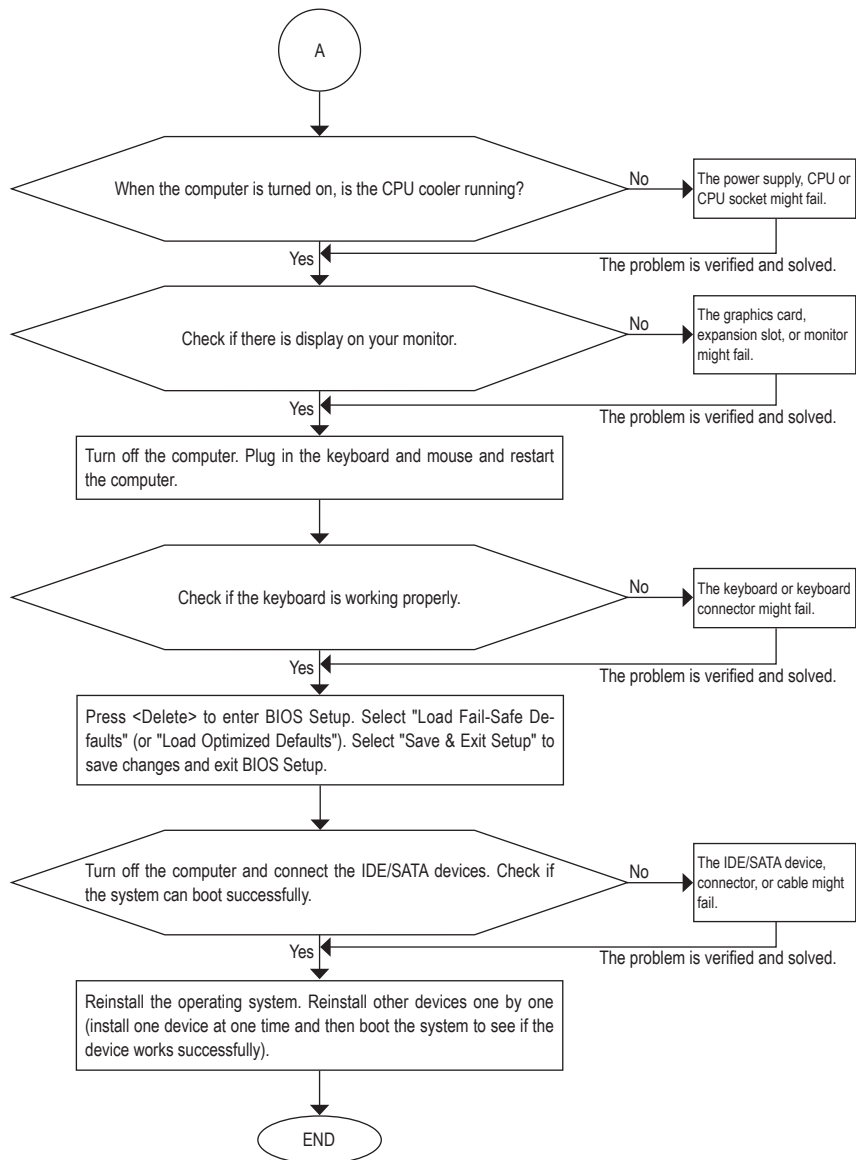 A
When the computer is turned on, is the CPU cooler running?
No
The power supply, CPU or
CPU socket might fail.
Yes
The problem is verified and solved.
Check if there is display on your monitor.
No
The graphics card,
expansion slot, or monitor
might fail.
Yes
The problem is verified and solved.
Turn off the computer. Plug in the keyboard and mouse and restart
the computer.
Check if the keyboard is working properly.
No
The keyboard or keyboard
connector might fail.
Yes
The problem is verified and solved.
Press <Delete> to enter BIOS Setup. Select "Load Fail-Safe De-
faults" (or "Load Optimized Defaults"). Select "Save & Exit Setup" to
save changes and exit BIOS Setup.
Turn off the computer and connect the IDE/SATA devices. Check if
the system can boot successfully.
No
The IDE/SATA device,
connector, or cable might
fail.
Yes
The problem is verified and solved.
Reinstall the operating system. Reinstall other devices one by one
(install one device at one time and then boot the system to see if the
device works successfully).
END